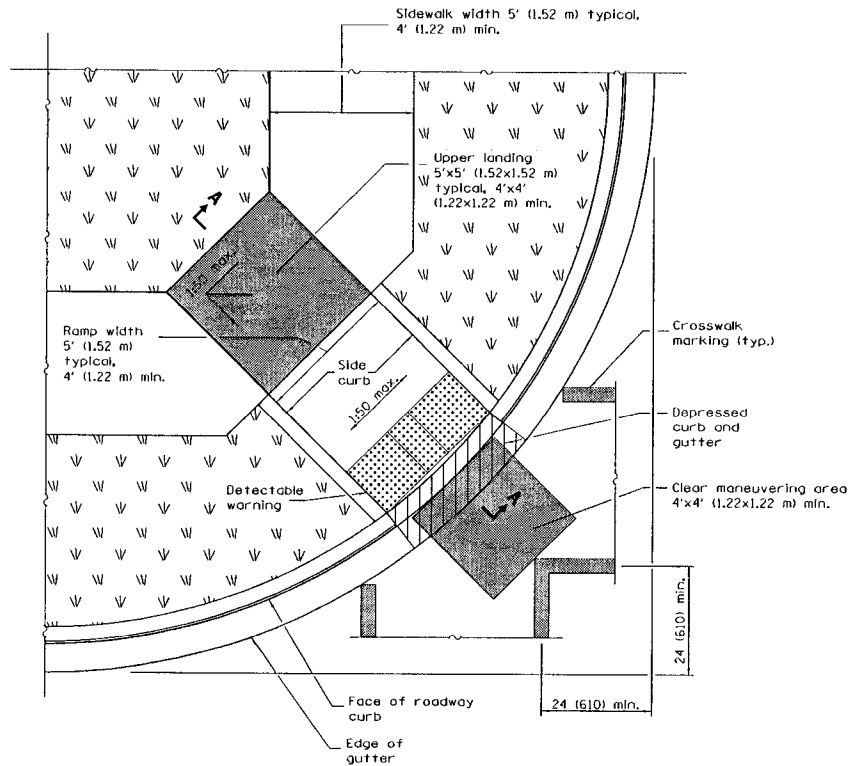 Sidewalk width 5' (1.52 m) typical,
4' (1.22 m) min.
Upper landing
5'x5' (1.52x1.52 m)
typical, 4'x4'
(1.22x1.22 m) min.
A
1:50 max.
Ramp width
5' (1.52 m)
typical,
4' (1.22 m) min.
Side
curb
1:50 max.
Crosswalk
marking (typ.)
Depressed
curb and
gutter
Detectable
warning
A
Clear maneuvering area
4'x4' (1.22x1.22 m) min.
24 (610) min.
24 (610) min.
Face of roadway
curb
Edge of
gutter